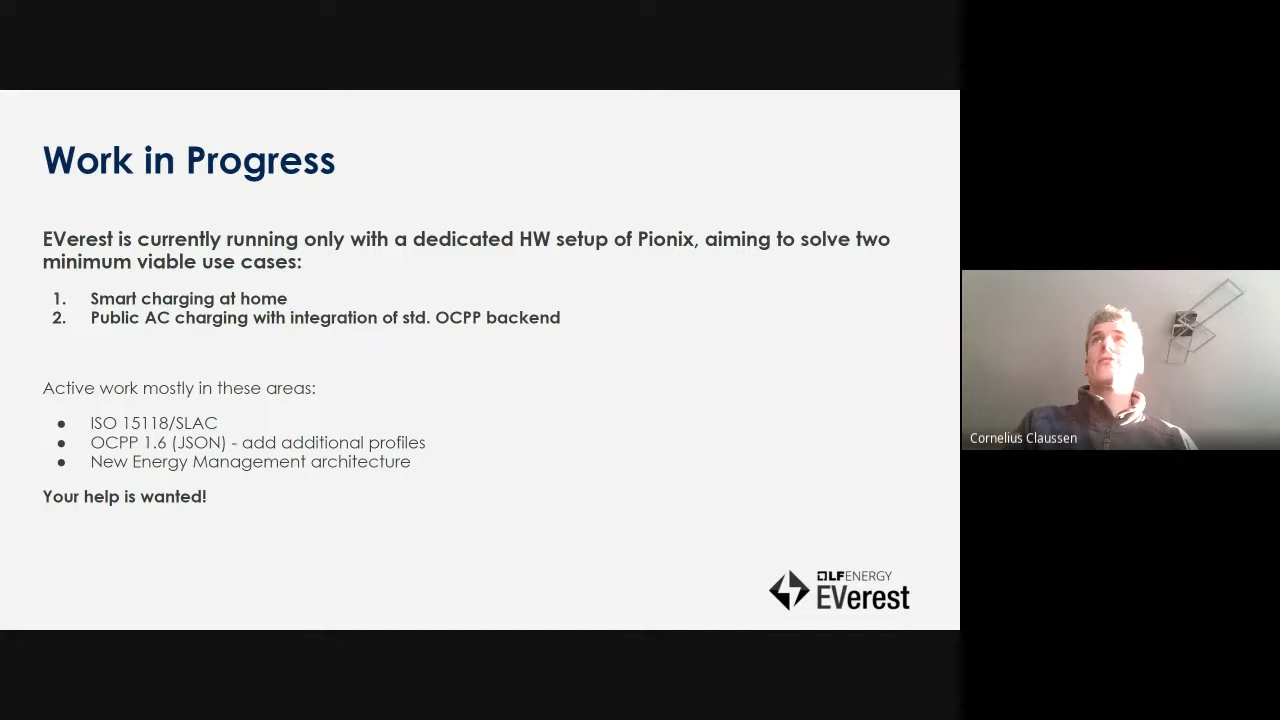 Work in Progress
EVerest is currently running only with a dedicated HW setup of Pionix, aiming to solve two
minimum viable use cases:
1. Smart charging at home
2. Public AC charging with integration of std. OCPP backend
Active work mostly in these areas:
● ISO 15118/SLAC
● OCPP 1.6 (JSON) - add additional profiles
● New Energy Management architecture
Your help is wanted!
LFENERGY
EVerest
Cornelius Claussen